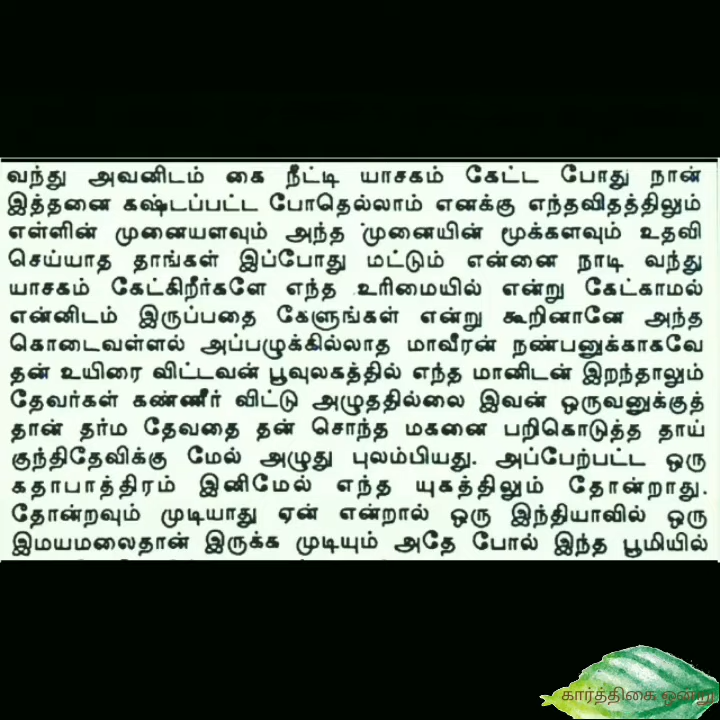 வந்து அவனிடம் கை நீட்டி யாசகம் கேட்ட போது நான்
இத்தனை கஷ்டப்பட்ட போதெல்லாம் எனக்கு எந்தவிதத்திலும்
எள்ளின் முனையளவும் அந்த முனையின் மூக்களவும் உதவி
செய்யாத தாங்கள் இப்போது மட்டும் என்னை நாடி வந்து
யாசகம் கேட்கிறீர்களே எந்த உரிமையில் என்று கேட்காமல்
என்னிடம் இருப்பதை கேளுங்கள் என்று கூறினானே அந்த
கொடைவள்ளல் அப்பழுக்கில்லாத மாவீரன் நண்பனுக்காகவே
தன் உயிரை விட்டவன் பூவுலகத்தில் எந்த மானிடன் இறந்தாலும்
தேவர்கள் கண்ணீர் விட்டு அழுததில்லை இவன் ஒருவனுக்குத்
தான் தர்ம தேவதை தன் சொந்த மகனை பறிகொடுத்த தாய்
குந்திதேவிக்கு மேல் அழுது புலம்பியது. அப்பேற்பட்ட ஒரு
கதாபாத்திரம் இனிமேல் எந்த யுகத்திலும் தோன்றாது.
தோன்றவும் முடியாது ஏன் என்றால் ஒரு இந்தியாவில் ஒரு
இமயமலைதான் இருக்க முடியும் அதே போல் இந்த பூமியில்
கார்த்திகை ஒன்று